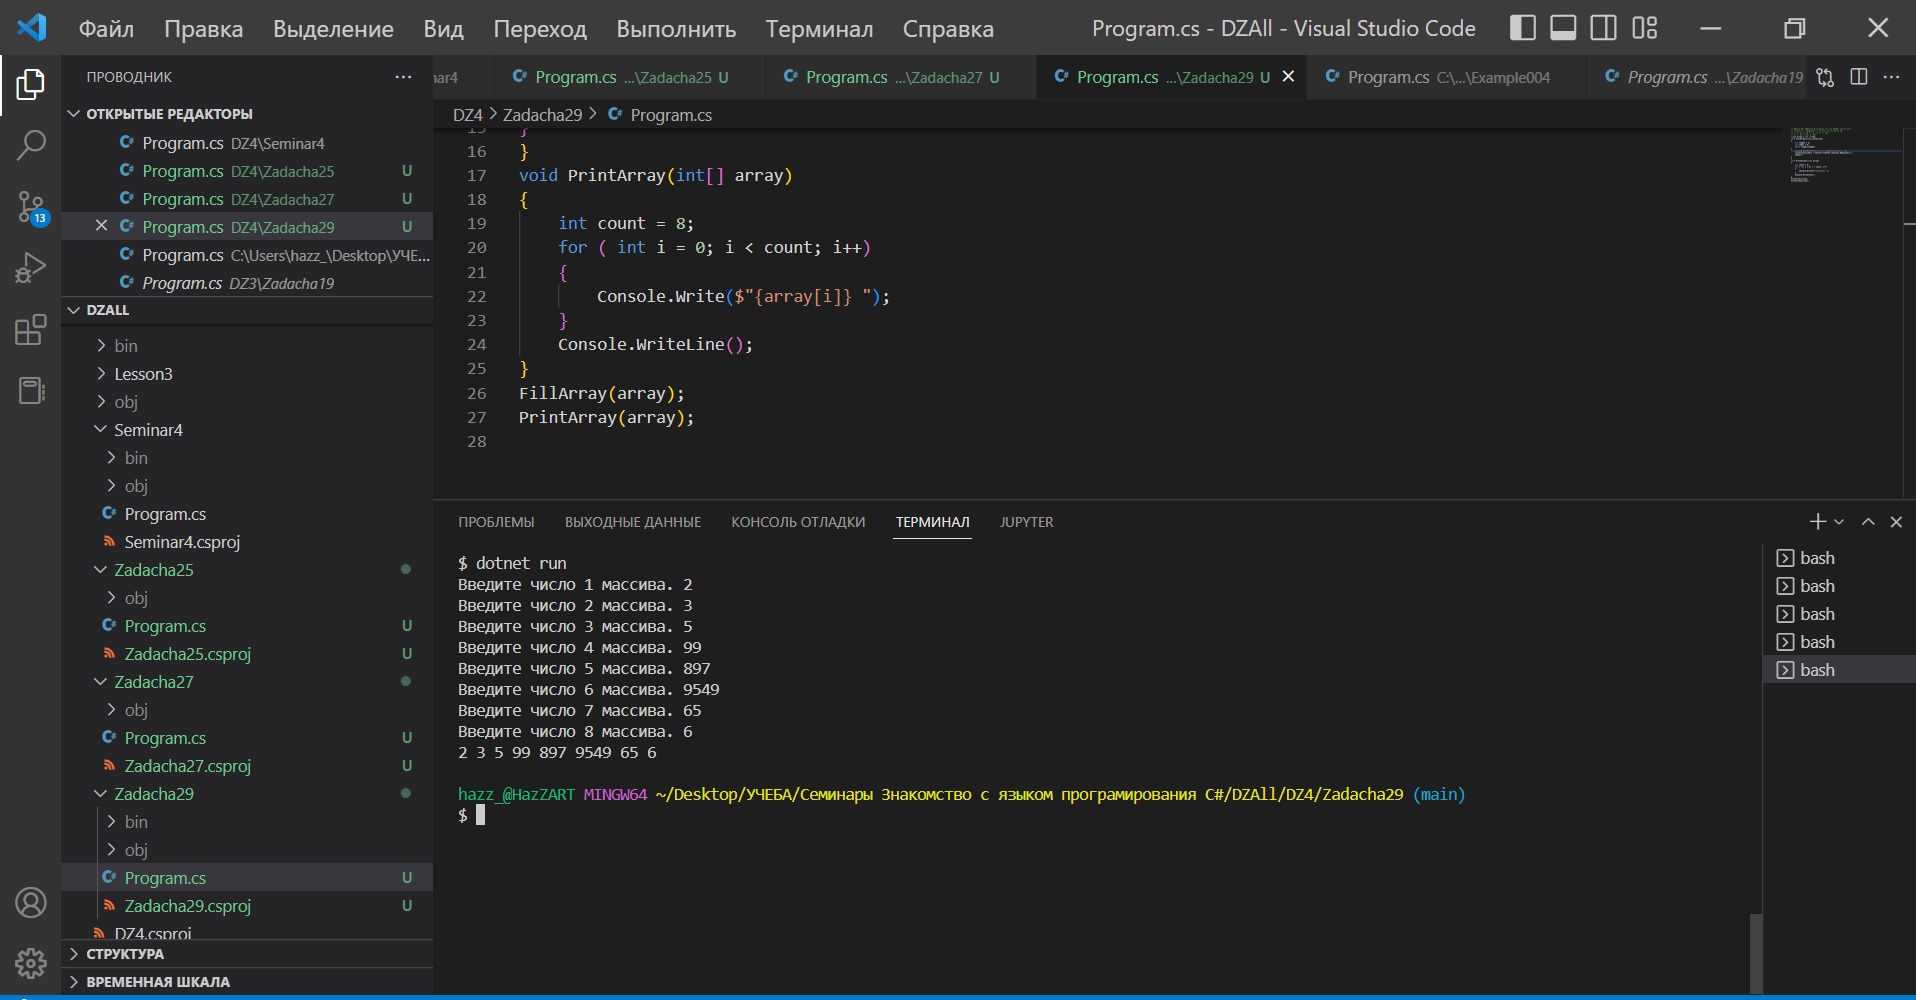 Файл Правка Выделение Вид Переход Выполнить Терминал Справка Program.cs - DZAll - Visual Studio Code
ПРОВОДНИК
ОТКРЫТЫЕ РЕДАКТОРЫ
Program.cs DZ4\Seminar4
Program.cs DZ4\Zadacha25 U
Program.cs DZ4\Zadacha27 U
Program.cs DZ4\Zadacha29 U
Program.cs C:\Users\hazz_\Desktop\УЧЕ...
Program.cs DZ3\Zadacha19
DZALL
bin
Lesson3
obj
Seminar4
bin
obj
Program.cs
Seminar4.csproj
Zadacha25
obj
Program.cs U
Zadacha25.csproj U
Zadacha27
obj
Program.cs U
Zadacha27.csproj U
Zadacha29
bin
obj
Program.cs U
Zadacha29.csproj U
DZ4.csproj
СТРУКТУРА
ВРЕМЕННАЯ ШКАЛА
13
nar4 Program.cs ...\Zadacha25 U Program.cs ...\Zadacha27 U Program.cs ...\Zadacha29 U Program.cs C:\...\Example004 Program.cs ...\Zadacha19
DZ4 > Zadacha29 > Program.cs
15 }
16 }
17 void PrintArray(int[] array)
18 {
19 int count = 8;
20 for ( int i = 0; i < count; i++)
21 {
22 Console.Write($"{array[i]} ");
23 }
24 Console.WriteLine();
25 }
26 FillArray(array);
27 PrintArray(array);
28
ПРОБЛЕМЫ ВЫХОДНЫЕ ДАННЫЕ КОНСОЛЬ ОТЛАДКИ ТЕРМИНАЛ JUPYTER
$ dotnet run
Введите число 1 массива. 2
Введите число 2 массива. 3
Введите число 3 массива. 5
Введите число 4 массива. 99
Введите число 5 массива. 897
Введите число 6 массива. 9549
Введите число 7 массива. 65
Введите число 8 массива. 6
2 3 5 99 897 9549 65 6
hazz_@HazZART MINGW64 ~/Desktop/УЧЕБА/Семинары Знакомство с языком програмирования C#/DZAll/DZ4/Zadacha29 (main)
$
bash
bash
bash
bash
bash